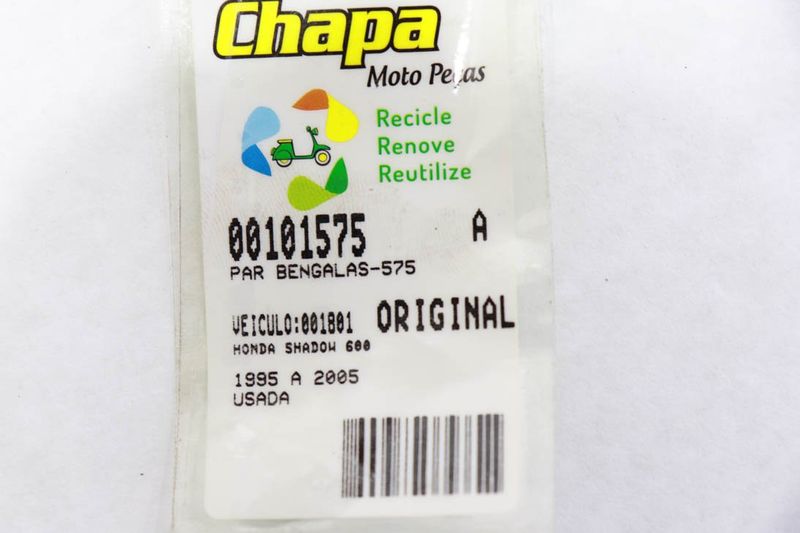 Chapa
Moto Peças
Recicle
Renove
Reutilize
00101575 A
PAR BENGALAS-575
VEICULO:001801 ORIGINAL
HONDA SHADOW 600
1995 A 2005
USADA